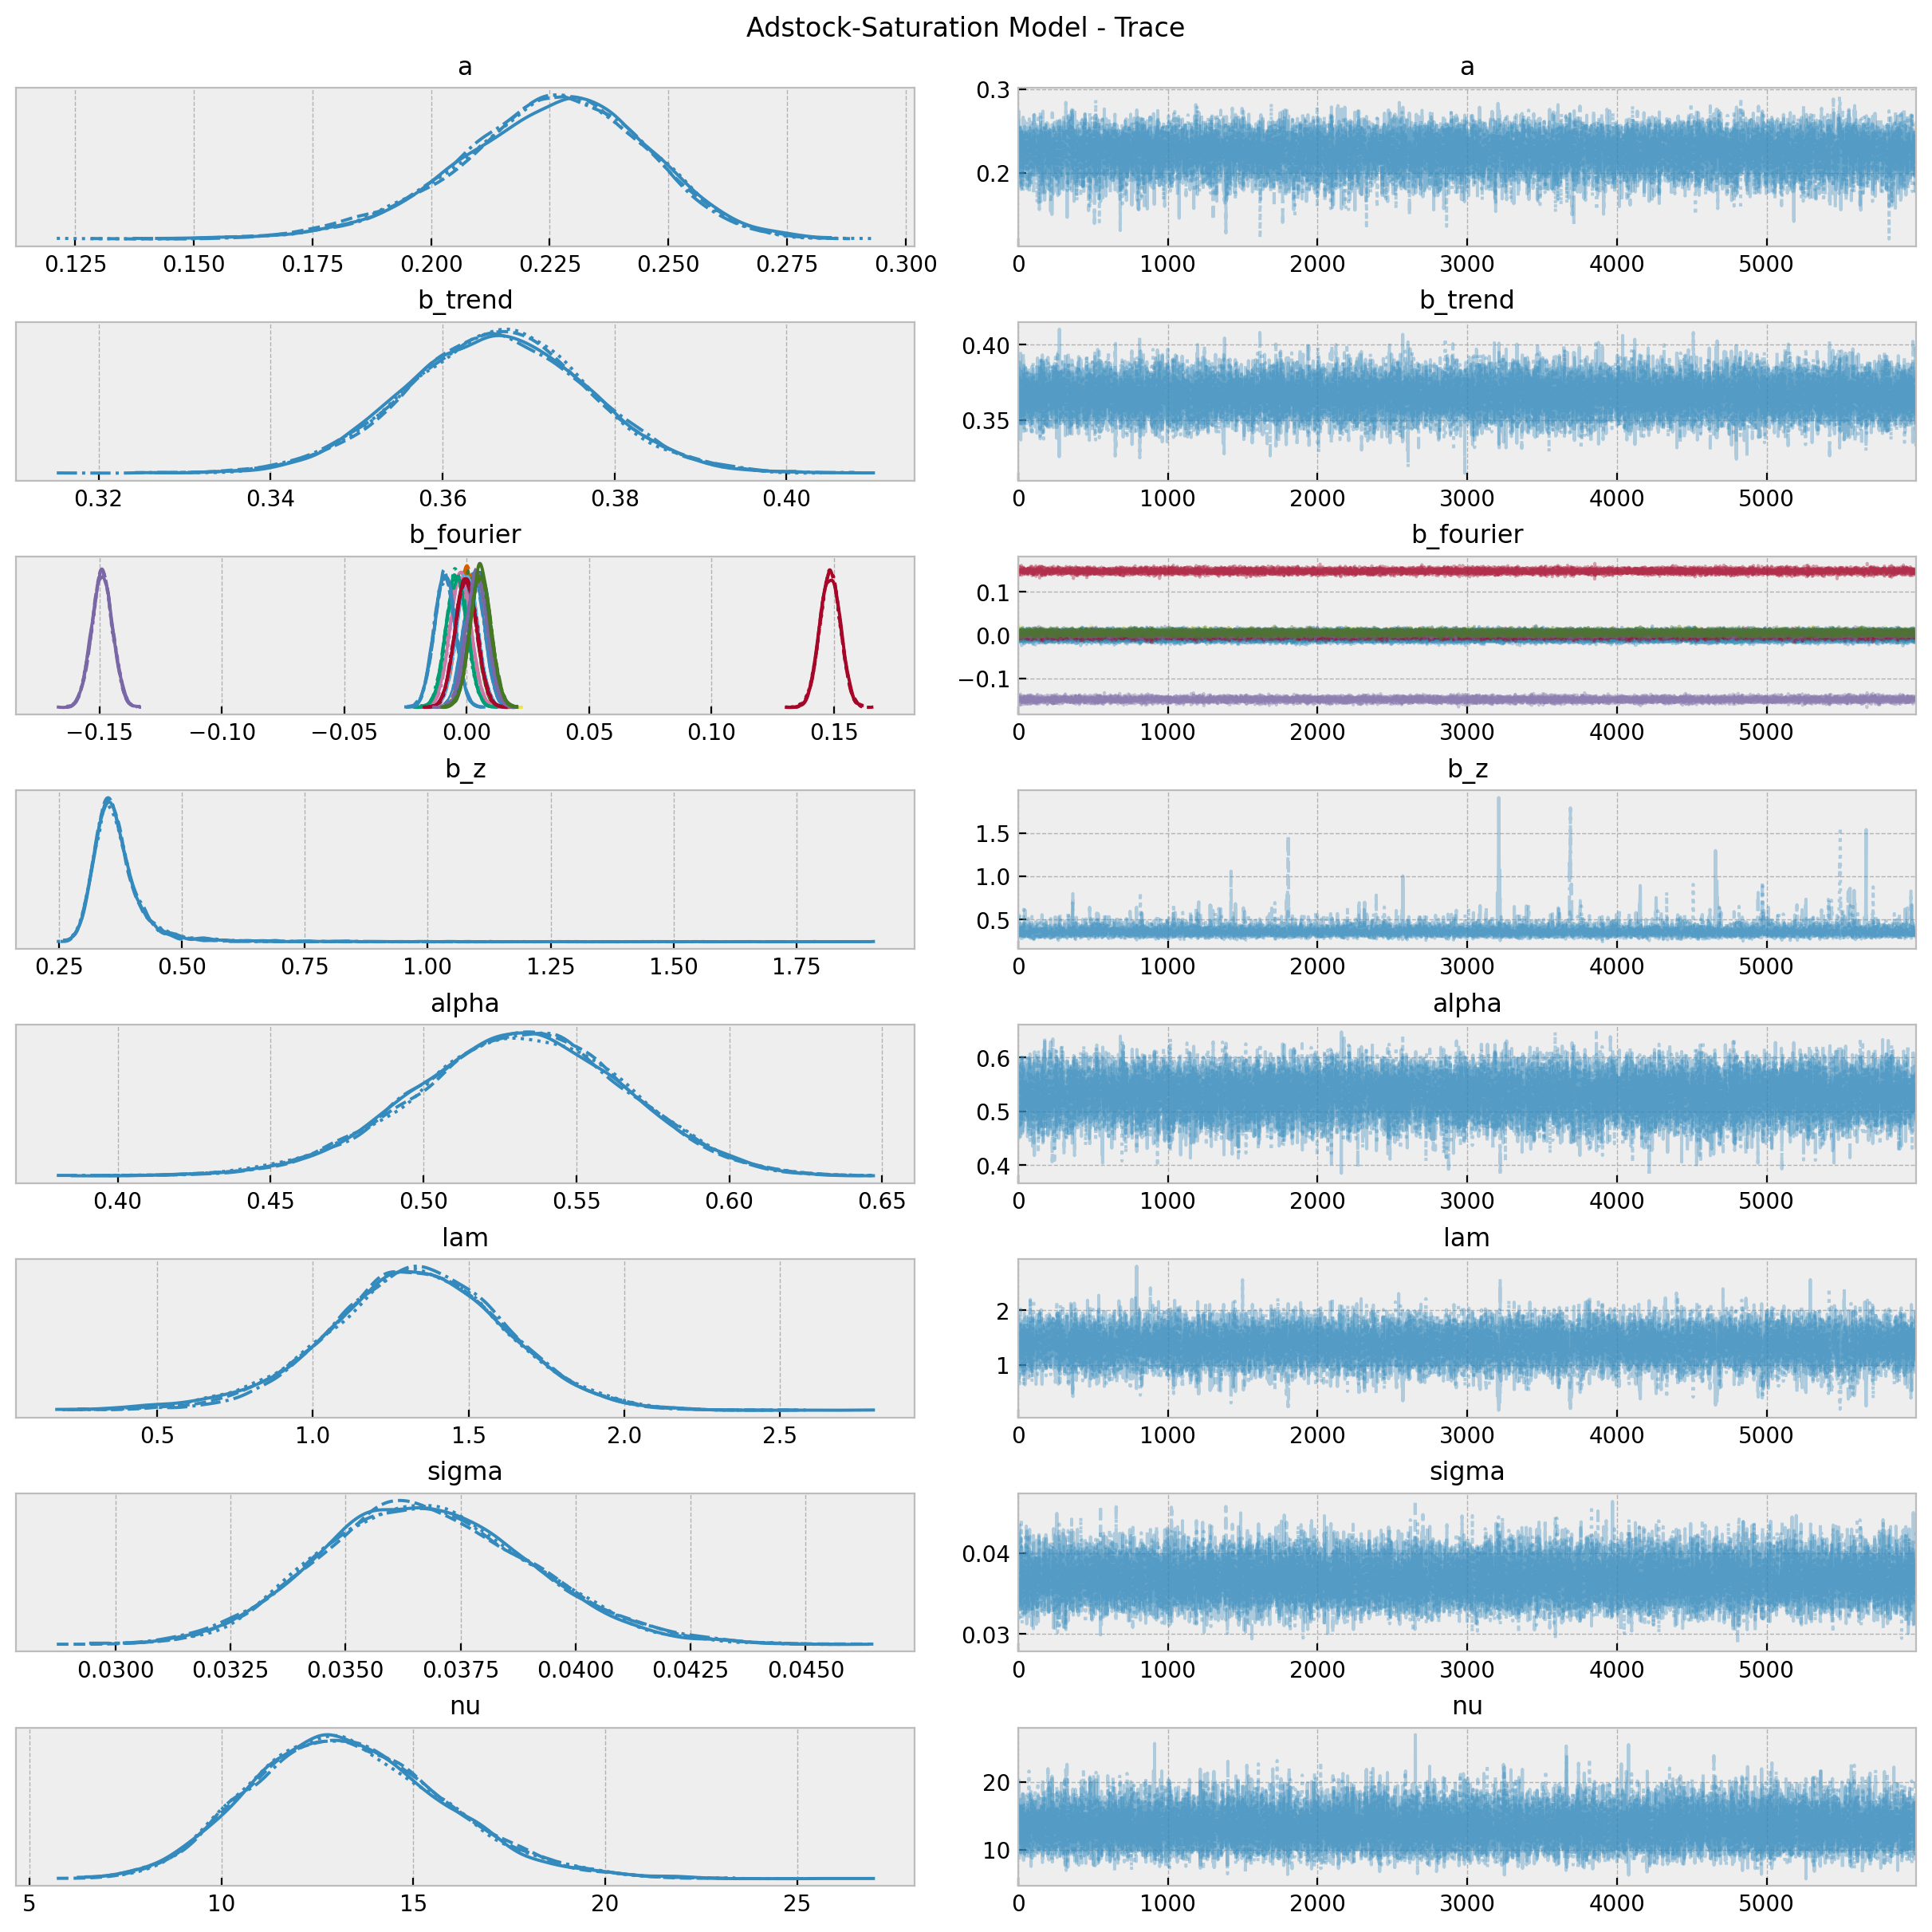 Adstock-Saturation Model - Trace
a
a
0.125 0.150 0.175 0.200 0.225 0.250 0.275 0.300
0.3
0.2
0 1000 2000 3000 4000 5000
b_trend
b_trend
0.32 0.34 0.36 0.38 0.40
0.40
0.35
0 1000 2000 3000 4000 5000
b_fourier
b_fourier
−0.15 −0.10 −0.05 0.00 0.05 0.10 0.15
0.1
0.0
−0.1
0 1000 2000 3000 4000 5000
b_z
b_z
0.25 0.50 0.75 1.00 1.25 1.50 1.75
1.5
1.0
0.5
0 1000 2000 3000 4000 5000
alpha
alpha
0.40 0.45 0.50 0.55 0.60 0.65
0.6
0.5
0.4
0 1000 2000 3000 4000 5000
lam
lam
0.5 1.0 1.5 2.0 2.5
2
1
0 1000 2000 3000 4000 5000
sigma
sigma
0.0300 0.0325 0.0350 0.0375 0.0400 0.0425 0.0450
0.04
0.03
0 1000 2000 3000 4000 5000
nu
nu
5 10 15 20 25
20
10
0 1000 2000 3000 4000 5000